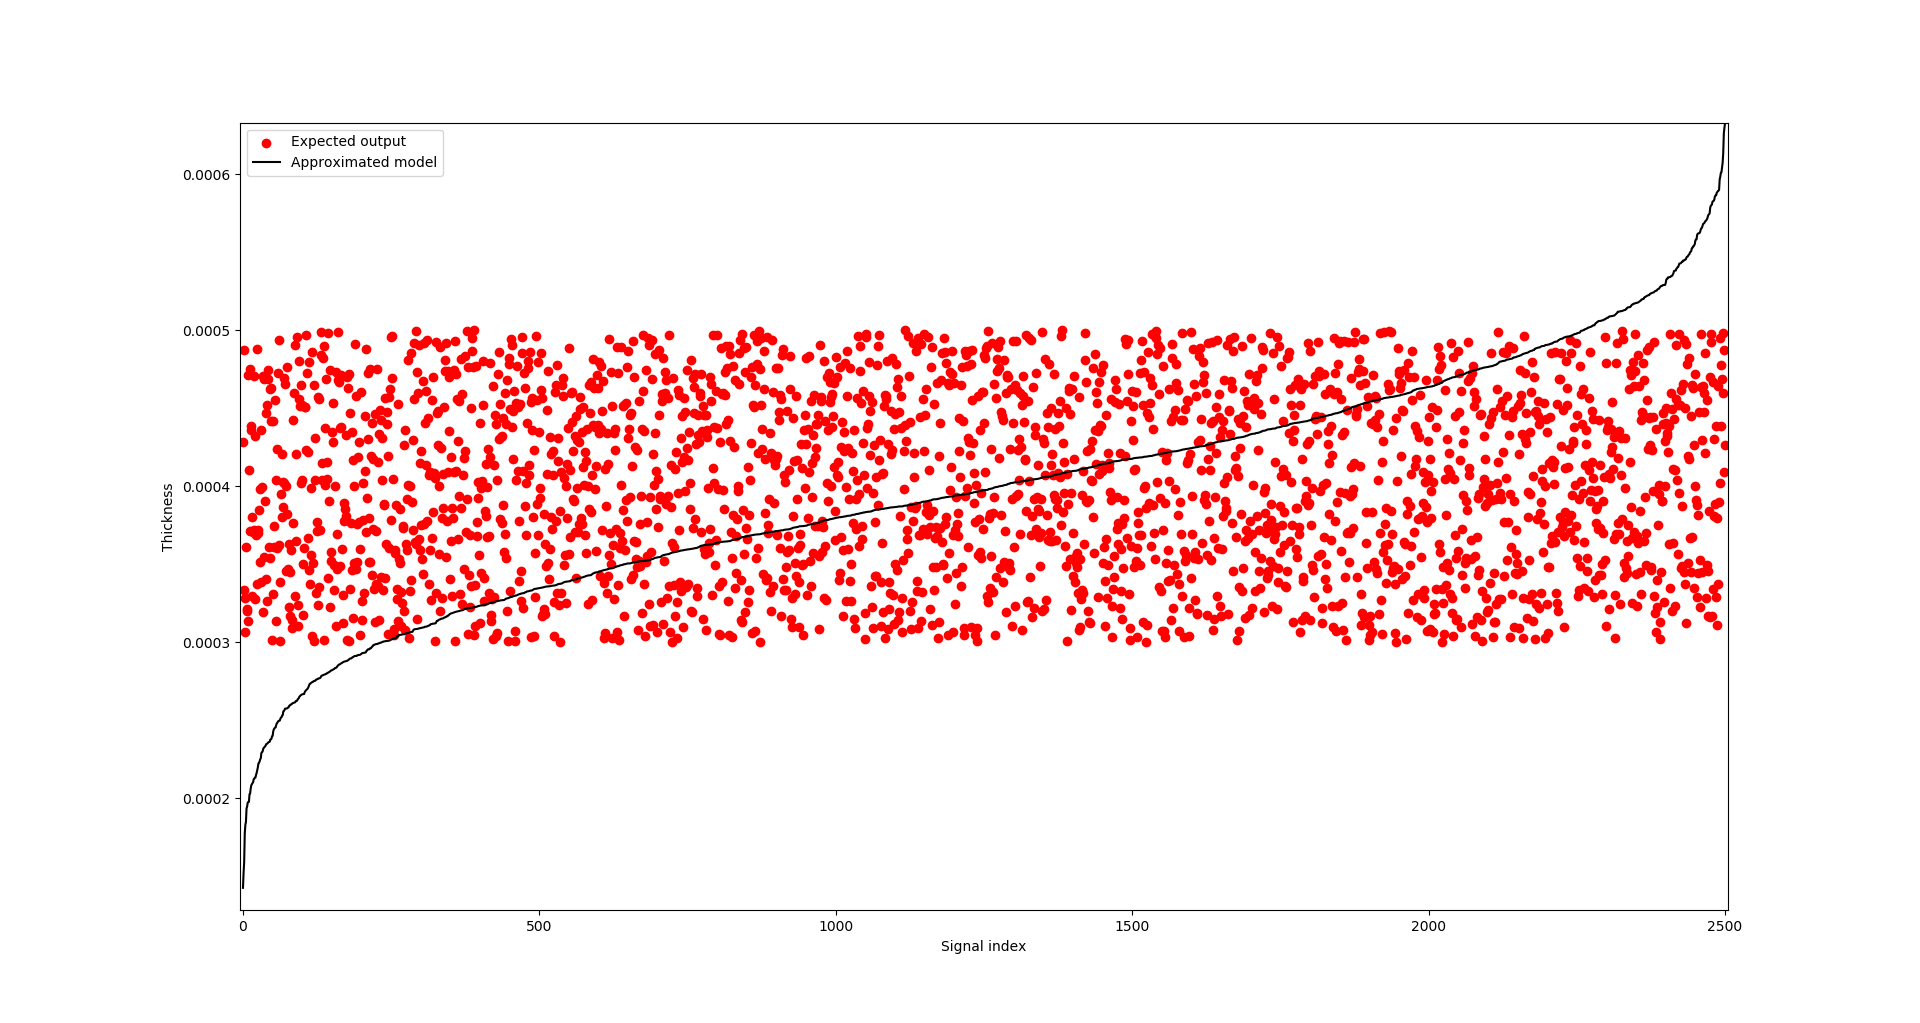 Expected output
Approximated model
0.0006
0.0005
0.0004
0.0003
0.0002
Thickness
0 500 1000 1500 2000 2500
Signal index